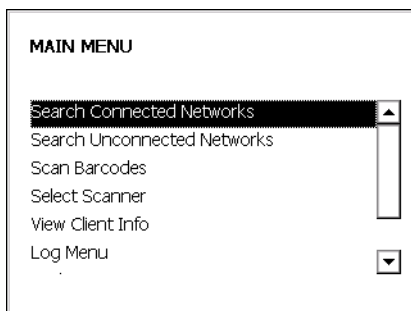 MAIN MENU
Search Connected Networks
Search Unconnected Networks
Scan Barcodes
Select Scanner
View Client Info
Log Menu